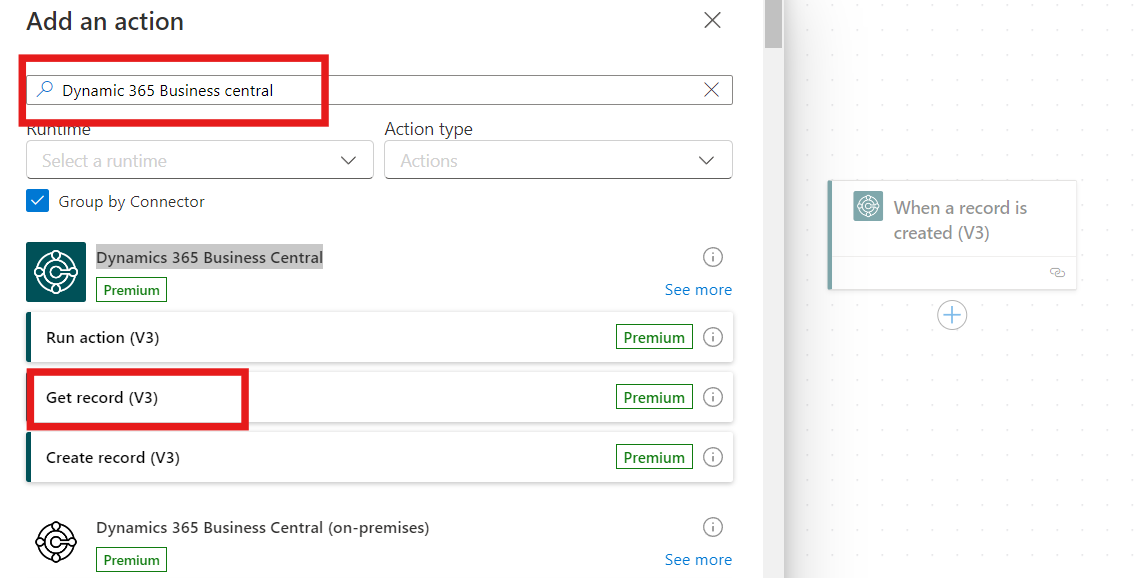 Add an action
Dynamic 365 Business central
Runtime
Action type
Select a runtime
Actions
Group by Connector
Dynamics 365 Business Central
Premium
See more
Run action (V3)
Premium
Get record (V3)
Premium
Create record (V3)
Premium
Dynamics 365 Business Central (on-premises)
Premium
See more
When a record is
created (V3)